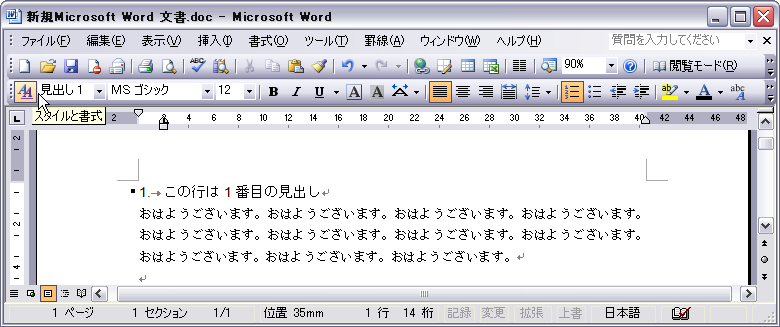 新規Microsoft Word 文書.doc - Microsoft Word
ファイル(F) 編集(E) 表示(V) 挿入(I) 書式(O) ツール(T) 罫線(A) ウィンドウ(W) ヘルプ(H) 質問を入力してください
90% 閲覧モード(R)
見出し 1 MS ゴシック 12 B I U A A A A abc
スタイルと書式
L 2 2 4 6 8 10 12 14 16 18 20 22 24 26 28 30 32 34 36 38 40 42 44 46 48
1.→この行は 1 番目の見出し↵
おはようございます。おはようございます。おはようございます。おはようございます。
おはようございます。おはようございます。おはようございます。おはようございます。
おはようございます。おはようございます。おはようございます。↵
↵
1 ページ 1 セクション 1/1 位置 35mm 1 行 14 桁 記録 変更 拡張 上書 日本語